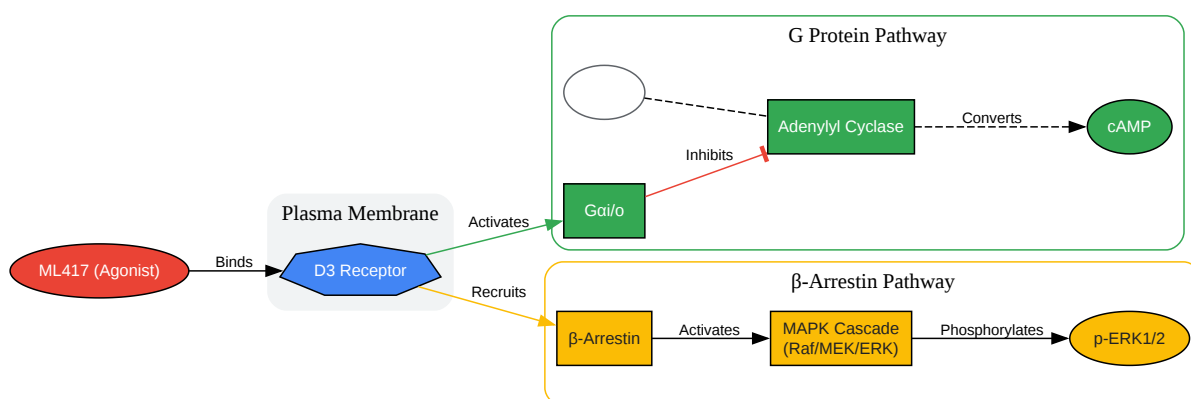 G Protein Pathway
Adenylyl Cyclase
Converts
cAMP
Inhibits
Gαi/o
Plasma Membrane
Activates
ML417 (Agonist)
Binds
D3 Receptor
Recruits
β-Arrestin Pathway
β-Arrestin
Activates
MAPK Cascade
(Raf/MEK/ERK)
Phosphorylates
p-ERK1/2